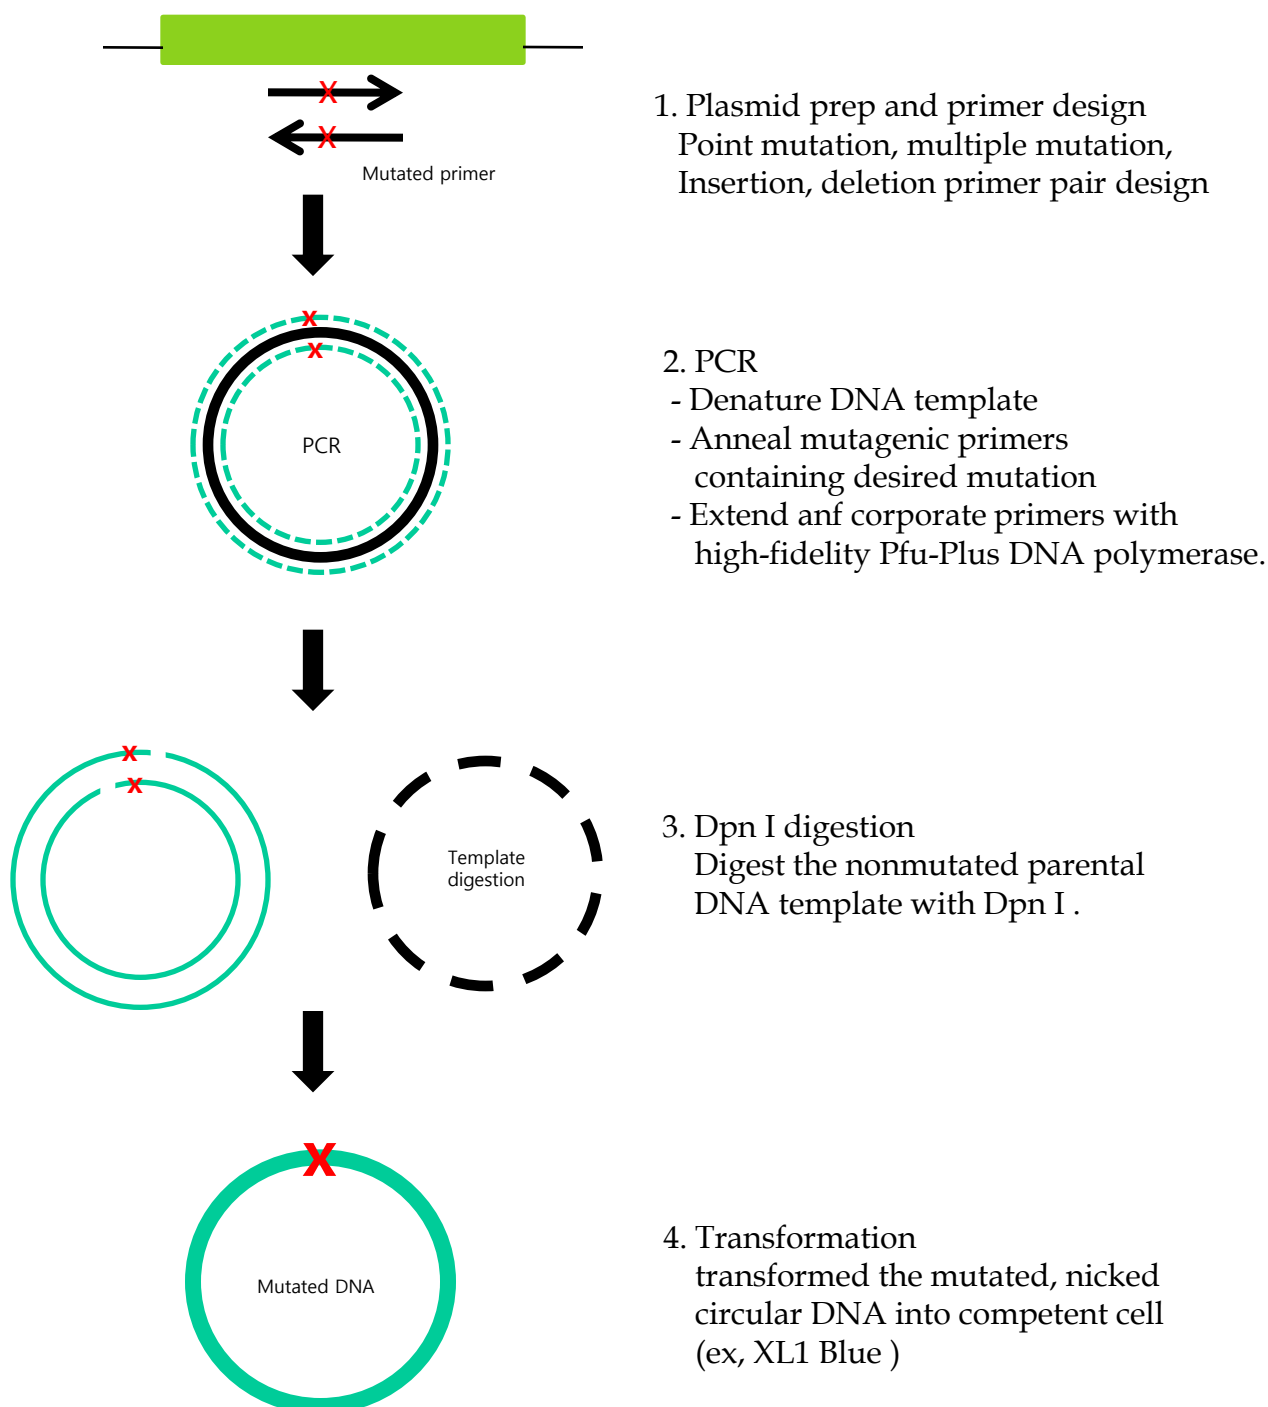 X
X
Mutated primer
1. Plasmid prep and primer design
Point mutation, multiple mutation,
Insertion, deletion primer pair design
x
x
PCR
2. PCR
- Denature DNA template
- Anneal mutagenic primers
containing desired mutation
- Extend anf corporate primers with
high-fidelity Pfu-Plus DNA polymerase.
x
x
Template
digestion
3. Dpn I digestion
Digest the nonmutated parental
DNA template with Dpn I .
X
Mutated DNA
4. Transformation
transformed the mutated, nicked
circular DNA into competent cell
(ex, XL1 Blue )